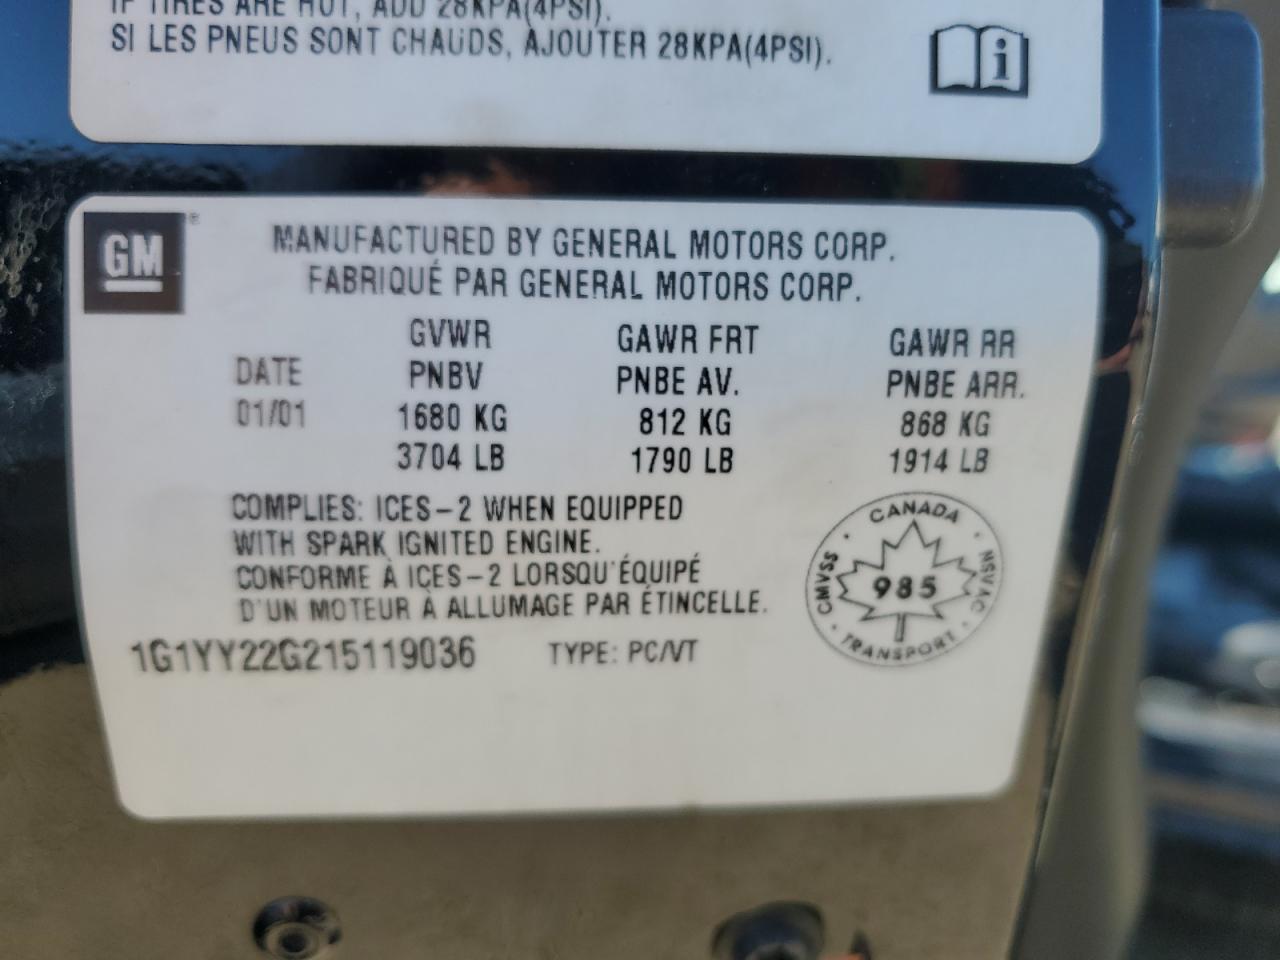 IF TIRES ARE HOT, ADD 28KPA(4PSI).
SI LES PNEUS SONT CHAUDS, AJOUTER 28KPA(4PSI).
i
GM ®
MANUFACTURED BY GENERAL MOTORS CORP.
FABRIQUÉ PAR GENERAL MOTORS CORP.
GVWR GAWR FRT GAWR RR
DATE PNBV PNBE AV. PNBE ARR.
01/01 1680 KG 812 KG 868 KG
3704 LB 1790 LB 1914 LB
COMPLIES: ICES-2 WHEN EQUIPPED
WITH SPARK IGNITED ENGINE.
CONFORME À ICES-2 LORSQU'ÉQUIPÉ
D'UN MOTEUR À ALLUMAGE PAR ÉTINCELLE.
CANADA
CMVSS · 985 · NSVAC
TRANSPORT
1G1YY22G215119036 TYPE: PC/VT